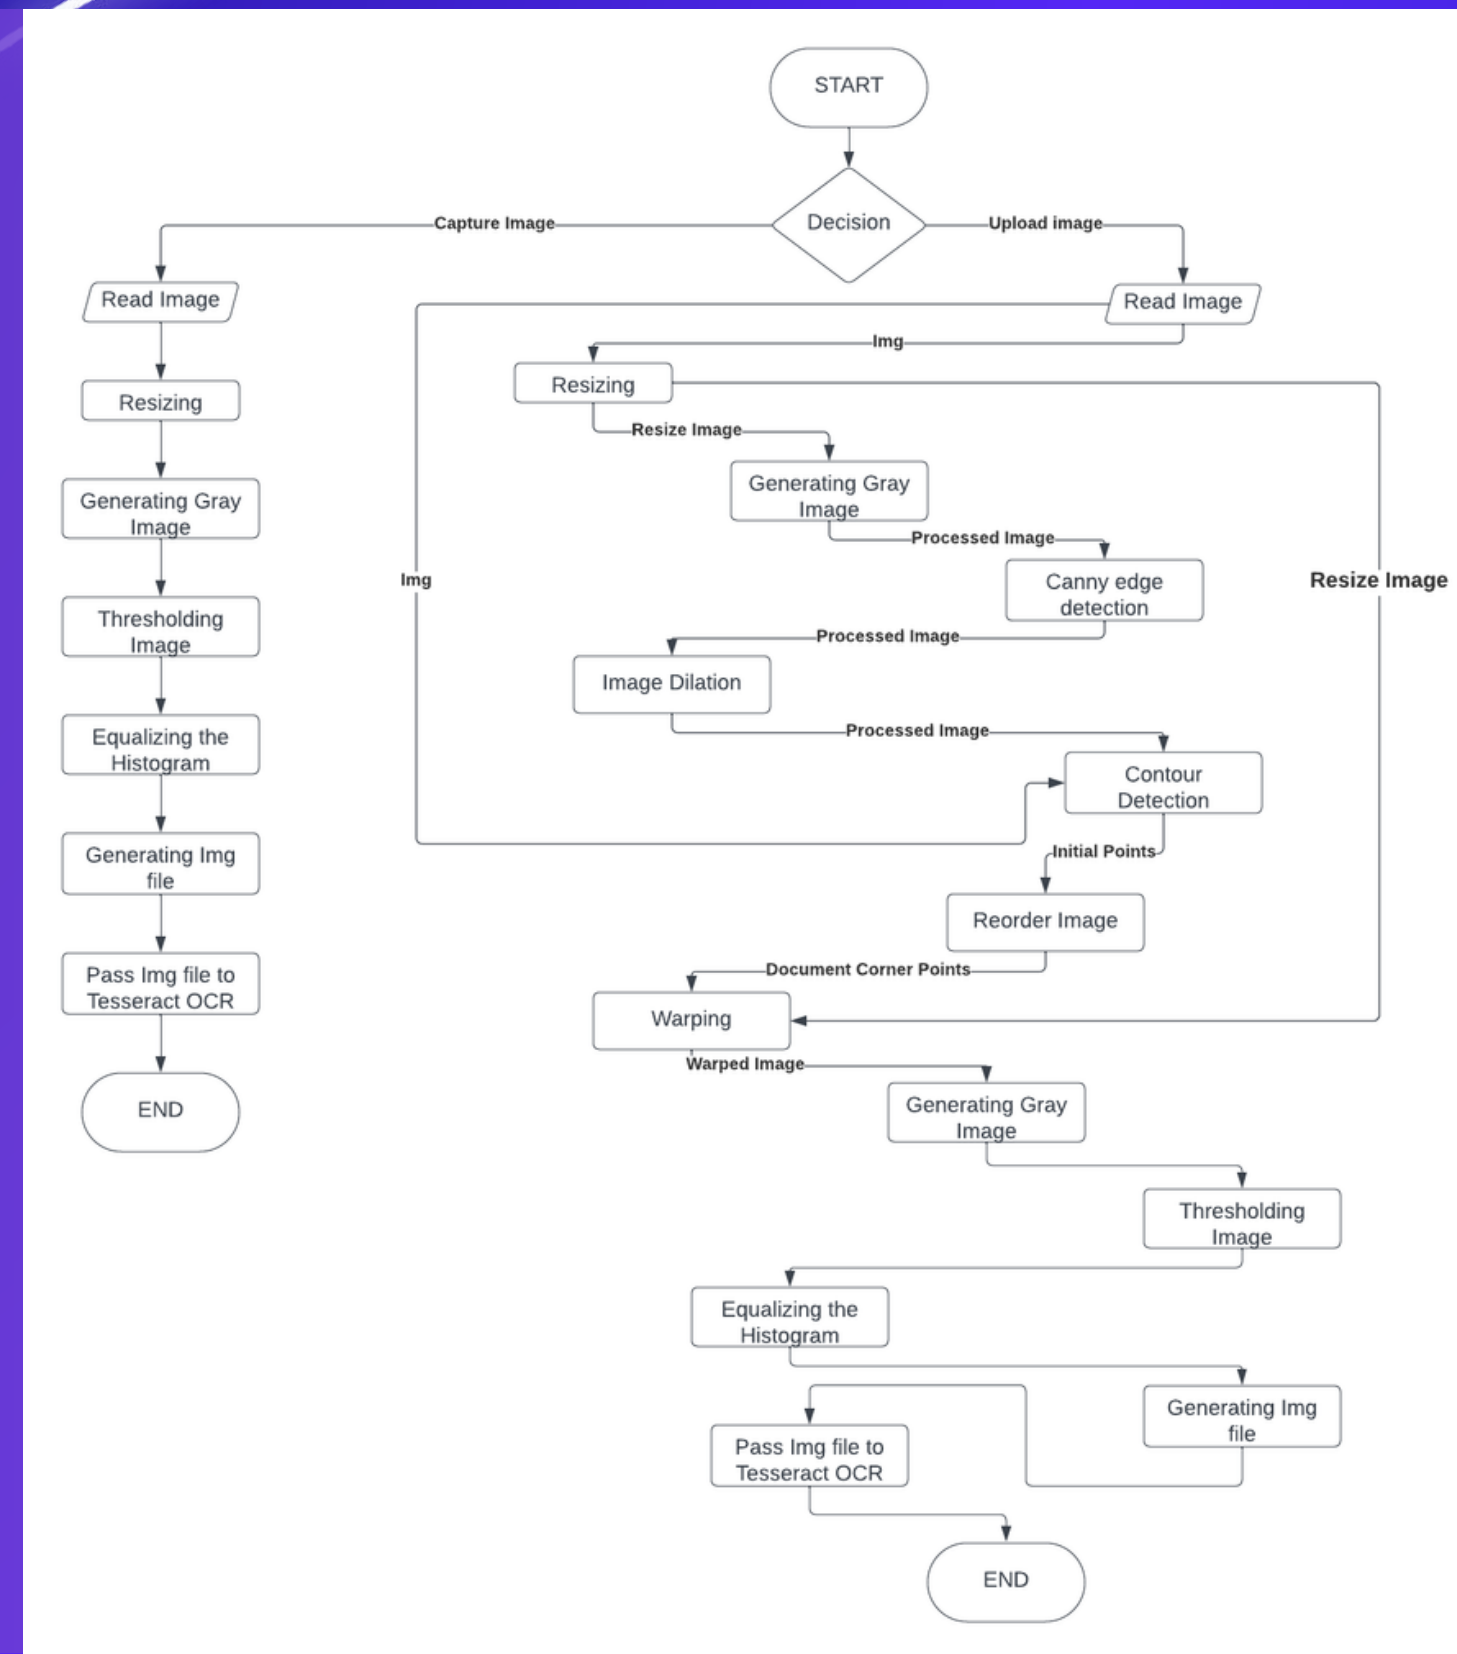 START
Decision
Capture Image
Upload image
Read Image
Resizing
Generating Gray
Image
Thresholding
Image
Equalizing the
Histogram
Generating Img
file
Pass Img file to
Tesseract OCR
END
Read Image
Img
Img
Resizing
Resize Image
Resize Image
Generating Gray
Image
Processed Image
Canny edge
detection
Processed Image
Image Dilation
Processed Image
Contour
Detection
Initial Points
Reorder Image
Document Corner Points
Warping
Warped Image
Generating Gray
Image
Thresholding
Image
Equalizing the
Histogram
Generating Img
file
Pass Img file to
Tesseract OCR
END